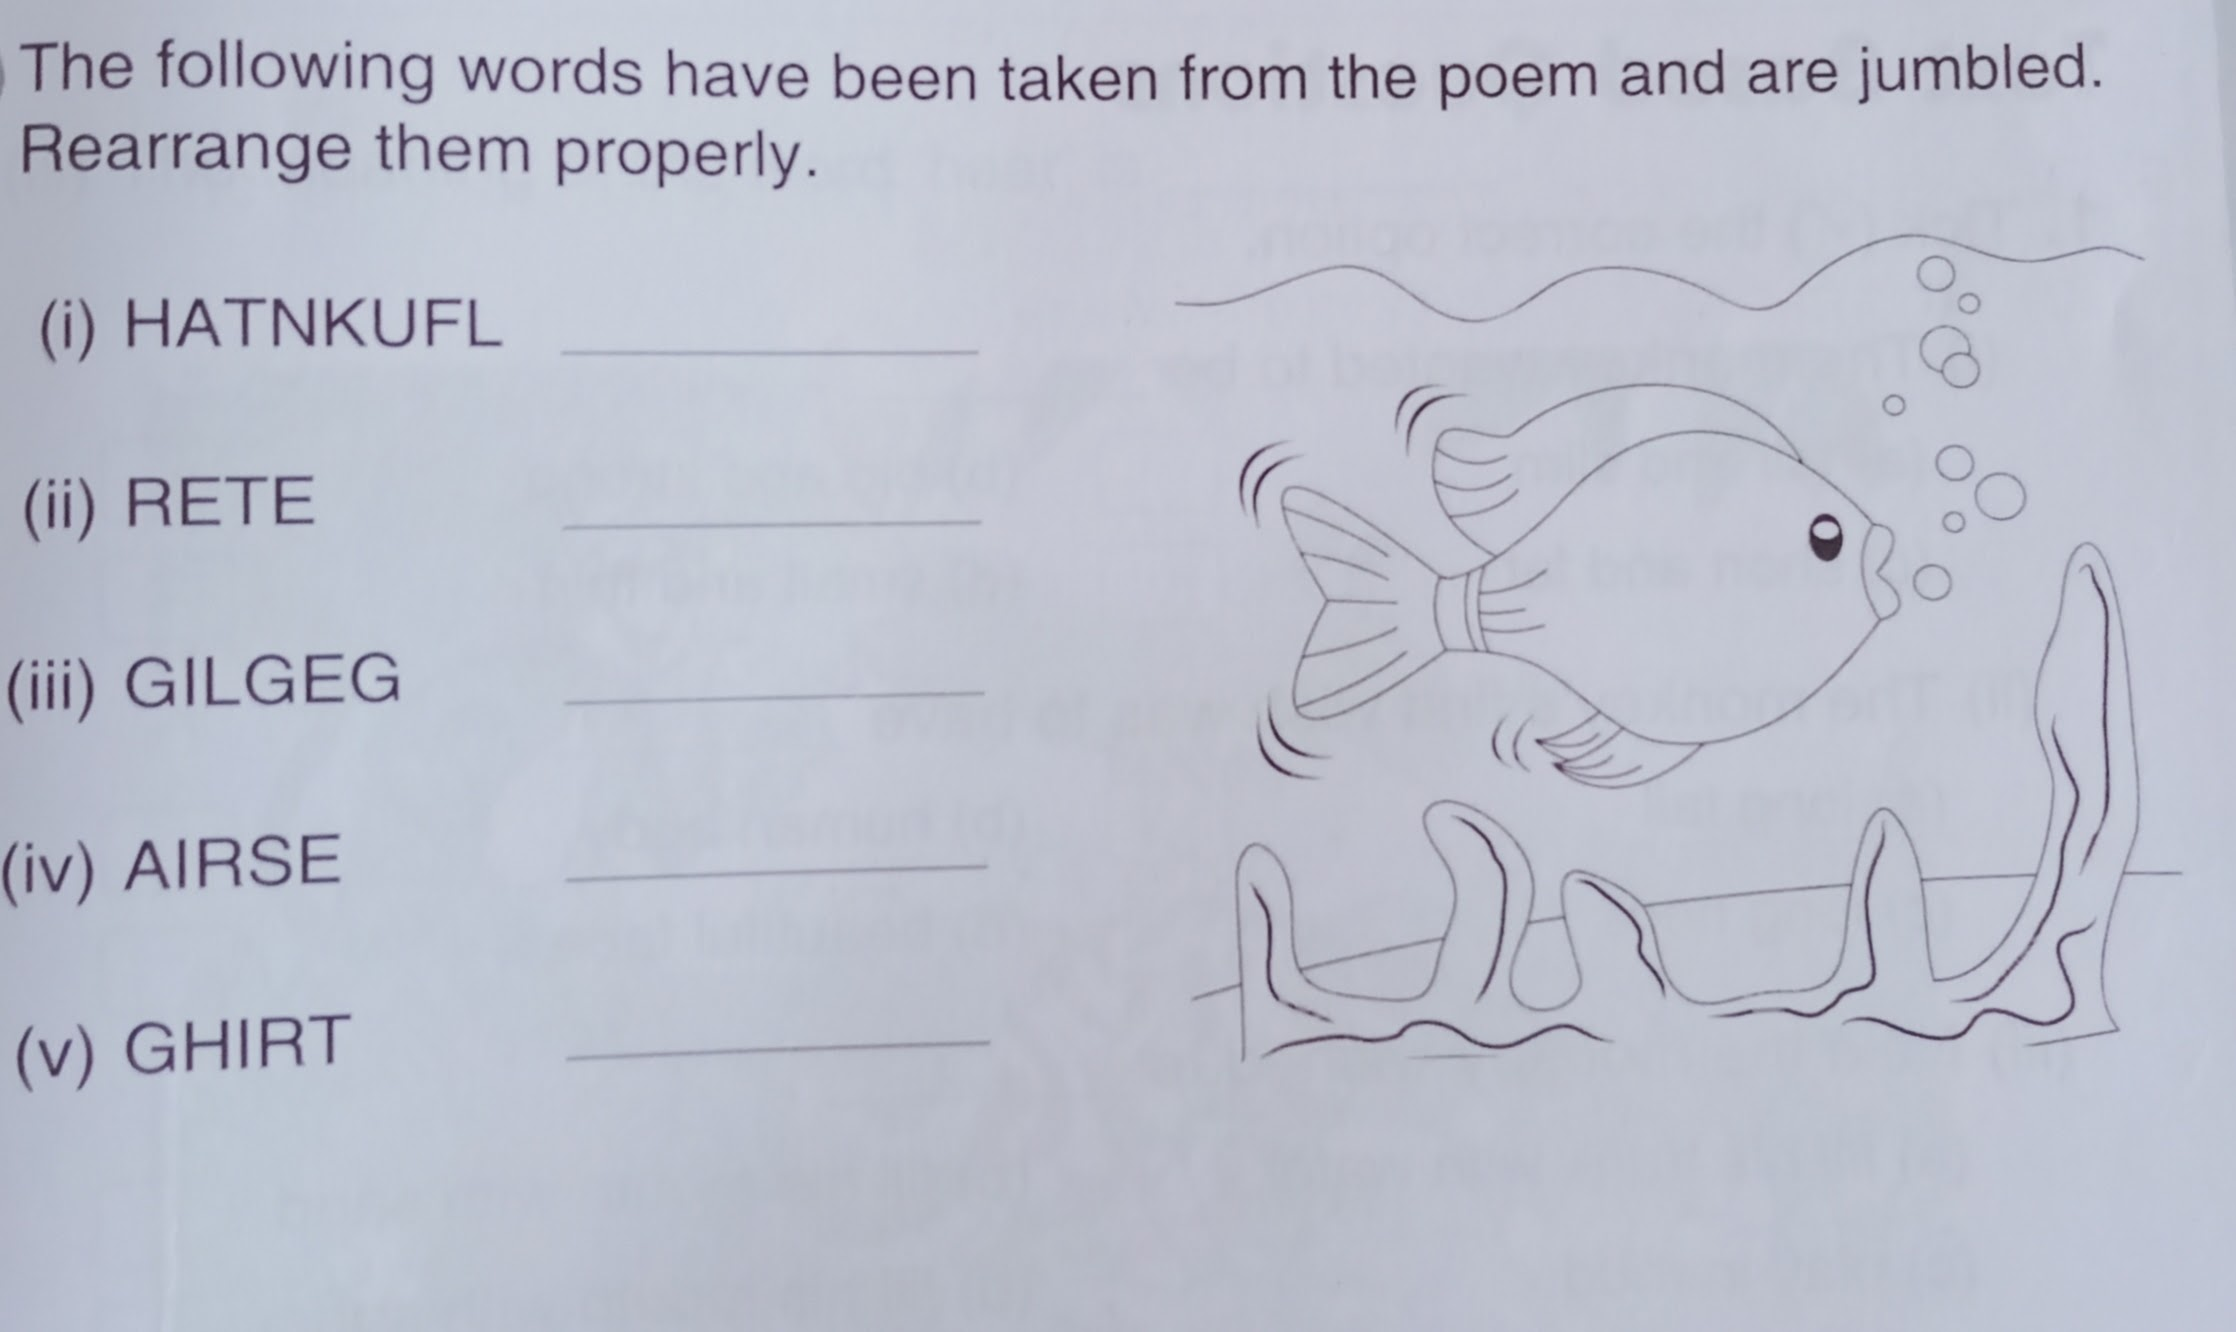 The following words have been taken from the poem and are jumbled.
Rearrange them properly.
(i) HATNKUFL
(ii) RETE
(iii) GILGEG
(iv) AIRSE
(v) GHIRT